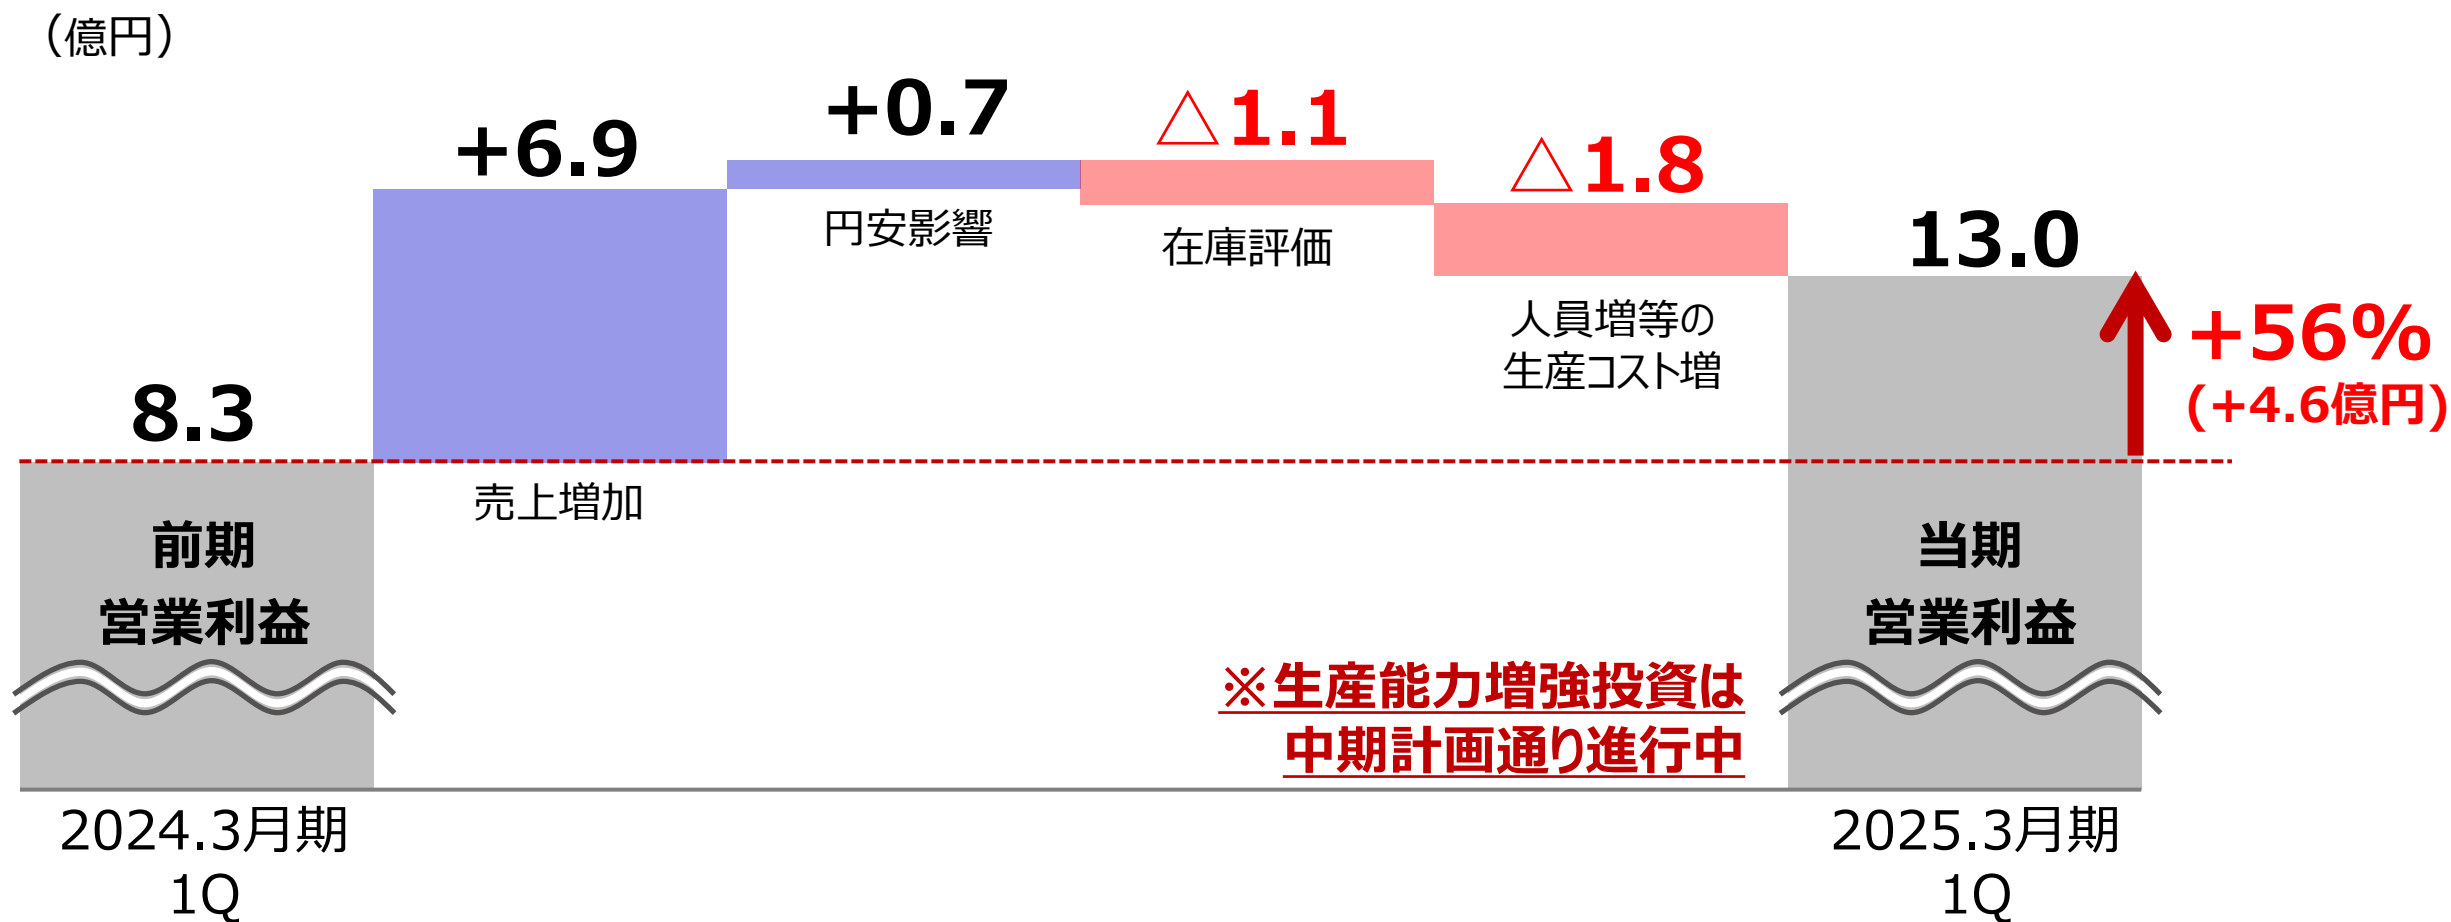 （億円）
8.3
+6.9
+0.7
△1.1
△1.8
13.0
+56%
(+4.6億円)
売上増加
円安影響
在庫評価
人員増等の
生産コスト増
前期
営業利益
当期
営業利益
※生産能力増強投資は
中期計画通り進行中
2024.3月期
1Q
2025.3月期
1Q